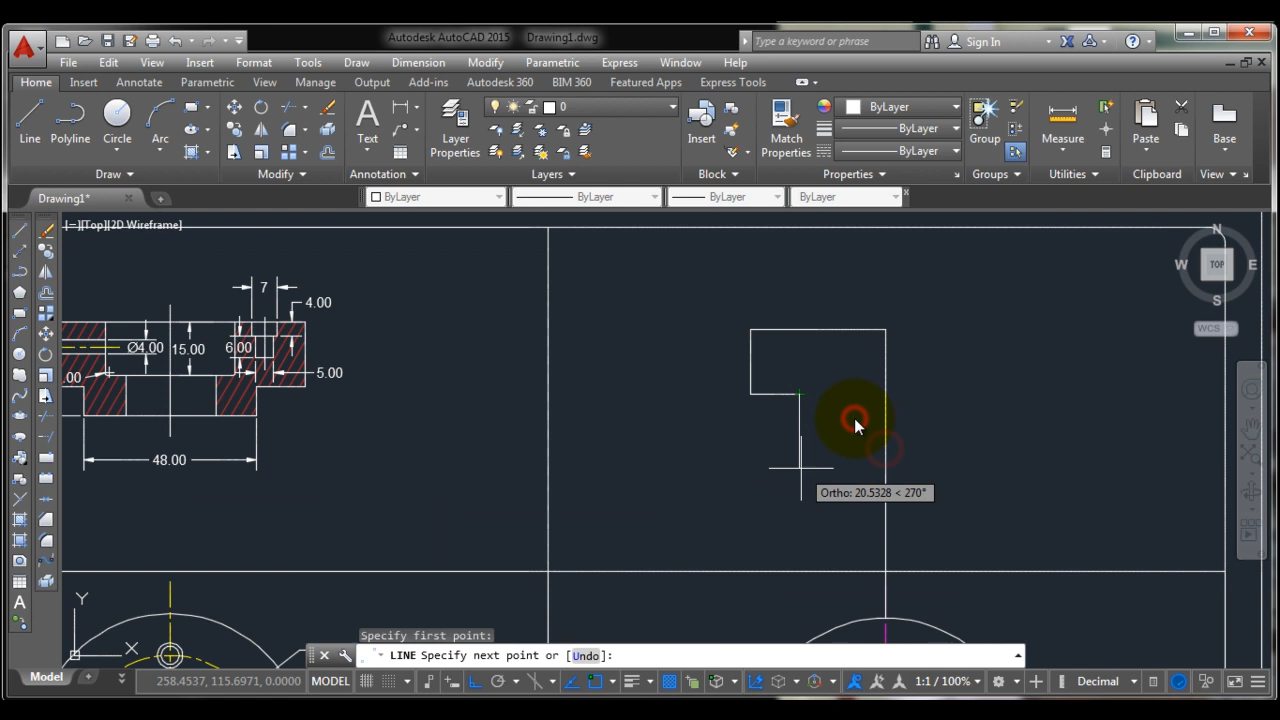 Autodesk AutoCAD 2015 Drawing1.dwg
Type a keyword or phrase
Sign In
File Edit View Insert Format Tools Draw Dimension Modify Parametric Express Window Help
Home Insert Annotate Parametric View Manage Output Add-ins Autodesk 360 BIM 360 Featured Apps Express Tools
0
ByLayer
ByLayer
ByLayer
Line Polyline Circle Arc Text Layer Properties Insert Match Properties Group Measure Paste Base
Draw Modify Annotation Layers Block Properties Groups Utilities Clipboard View
Drawing1*
ByLayer ByLayer ByLayer ByLayer
[−][Top][2D Wireframe]
N
W TOP E
S
WCS
7
4.00
Ø4.00 15.00 6.00
.00
5.00
48.00
Ortho: 20.5328 < 270°
Y
X
Specify first point:
LINE Specify next point or [Undo]:
A
Model
258.4537, 115.6971, 0.0000 MODEL 1:1 / 100% Decimal